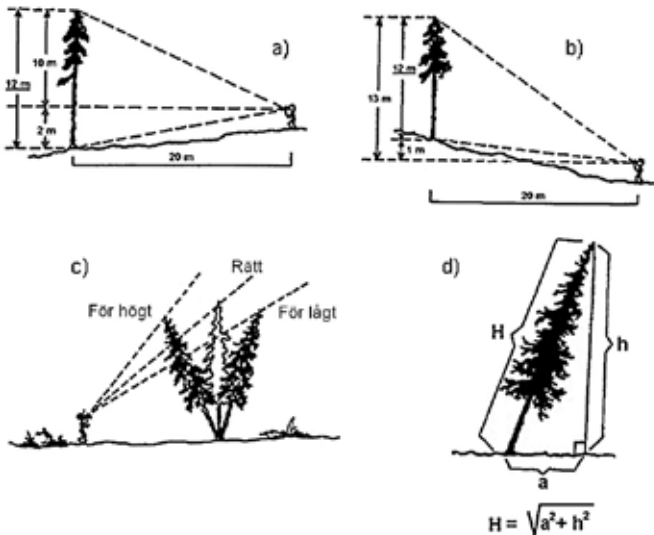 a)
10 m
12 m
2 m
20 m
b)
12 m
13 m
1 m
20 m
c)
Rätt
För högt
För lågt
d)
H
h
a
H = √a² + h²